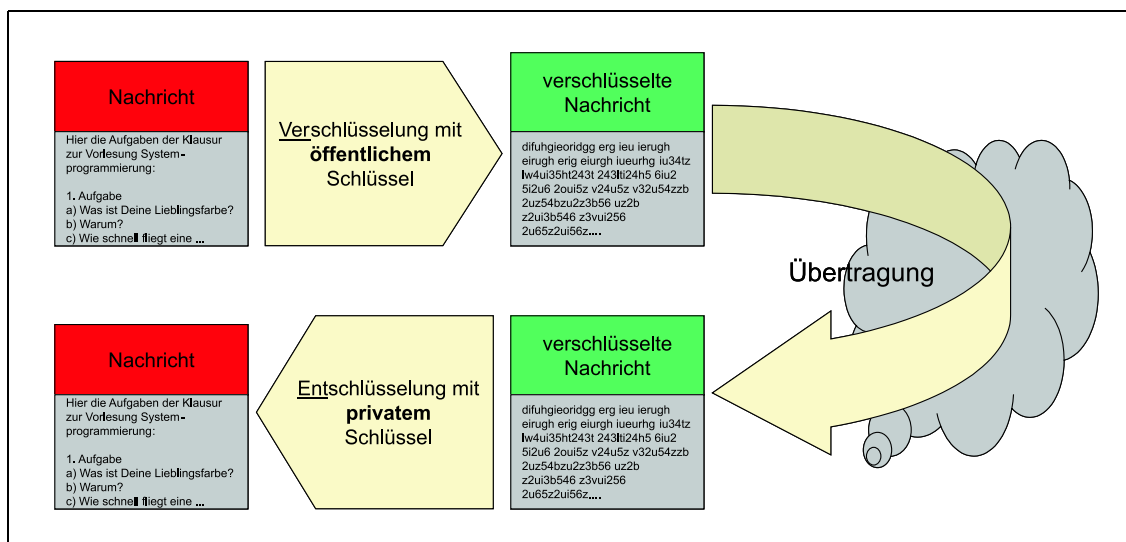 Nachricht
Hier die Aufgaben der Klausur
zur Vorlesung System-
programmierung:
1. Aufgabe
a) Was ist Deine Lieblingsfarbe?
b) Warum?
c) Wie schnell fliegt eine ...
Verschlüsselung mit
öffentlichem
Schlüssel
verschlüsselte
Nachricht
difuhgieoridgg erg ieu ierugh
eirugh erig eiurgh iueurhg iu34tz
lw4ui35ht243t 243lti24h5 6iu2
5i2u6 2oui5z v24u5z v32u54zzb
2uz54bzu2z3b56 uz2b
z2ui3b546 z3vui256
2u65z2ui56z....
Übertragung
verschlüsselte
Nachricht
difuhgieoridgg erg ieu ierugh
eirugh erig eiurgh iueurhg iu34tz
lw4ui35ht243t 243lti24h5 6iu2
5i2u6 2oui5z v24u5z v32u54zzb
2uz54bzu2z3b56 uz2b
z2ui3b546 z3vui256
2u65z2ui56z....
Entschlüsselung mit
privatem
Schlüssel
Nachricht
Hier die Aufgaben der Klausur
zur Vorlesung System-
programmierung:
1. Aufgabe
a) Was ist Deine Lieblingsfarbe?
b) Warum?
c) Wie schnell fliegt eine ...